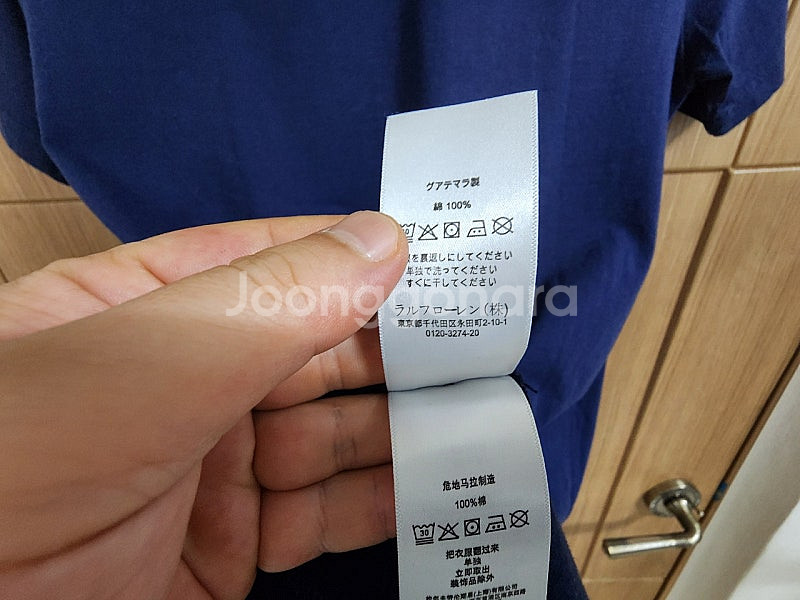 グアテマラ製
綿 100%
を裏返しにしてください
単独で洗ってください
すぐに干してください
Joonggonara
ラルフローレン(株)
東京都千代田区永田町2-10-1
0120-3274-20
危地马拉制造
100%棉
30
把衣服翻过来
单独
立即取出
装饰品除外